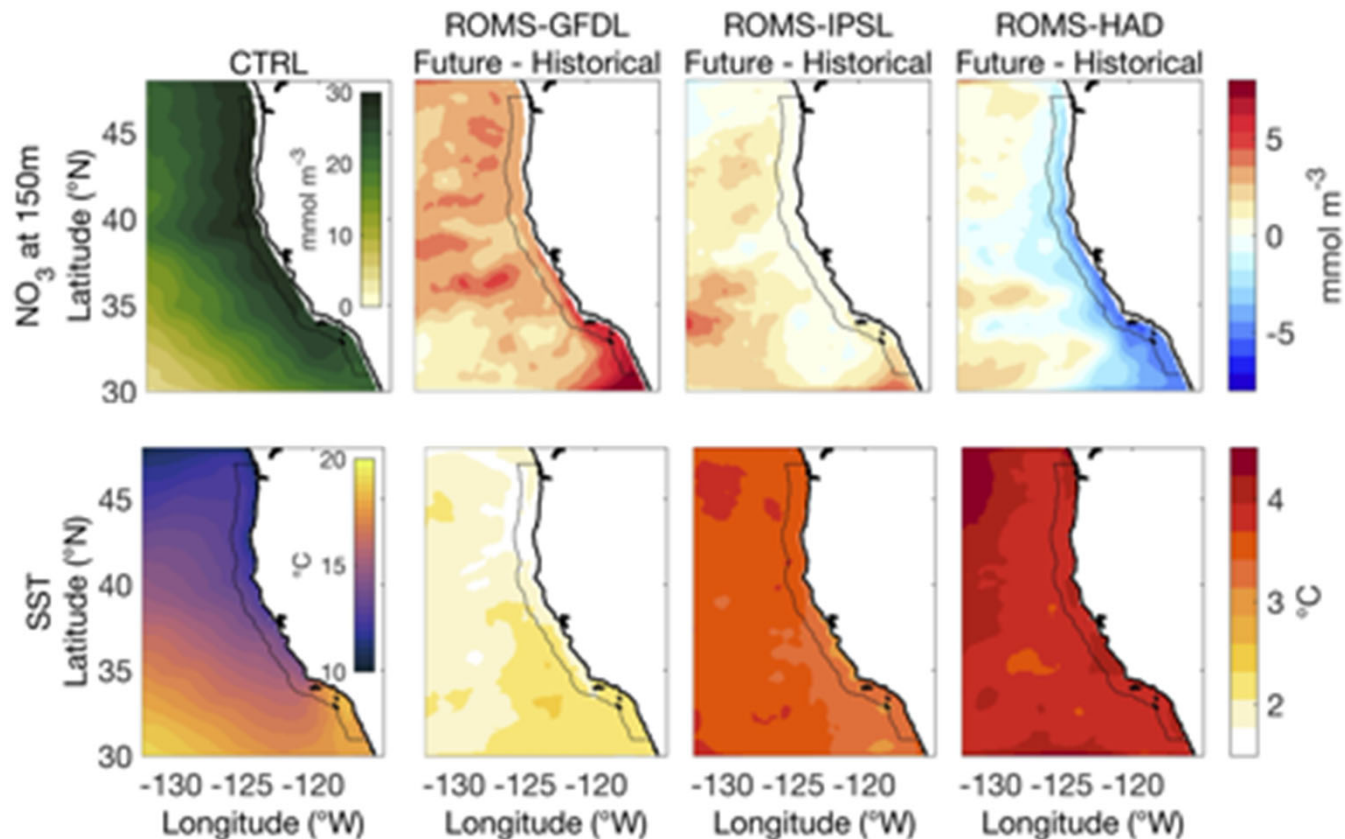 CTRL
ROMS-GFDL
Future - Historical
ROMS-IPSL
Future - Historical
ROMS-HAD
Future - Historical
NO3 at 150m
Latitude (°N)
45
40
35
30
30
20
10
0
mmol m-3
5
0
-5
mmol m-3
SST
Latitude (°N)
45
40
35
30
20
15
10
°C
4
3
2
°C
-130 -125 -120
Longitude (°W)
-130 -125 -120
Longitude (°W)
-130 -125 -120
Longitude (°W)
-130 -125 -120
Longitude (°W)